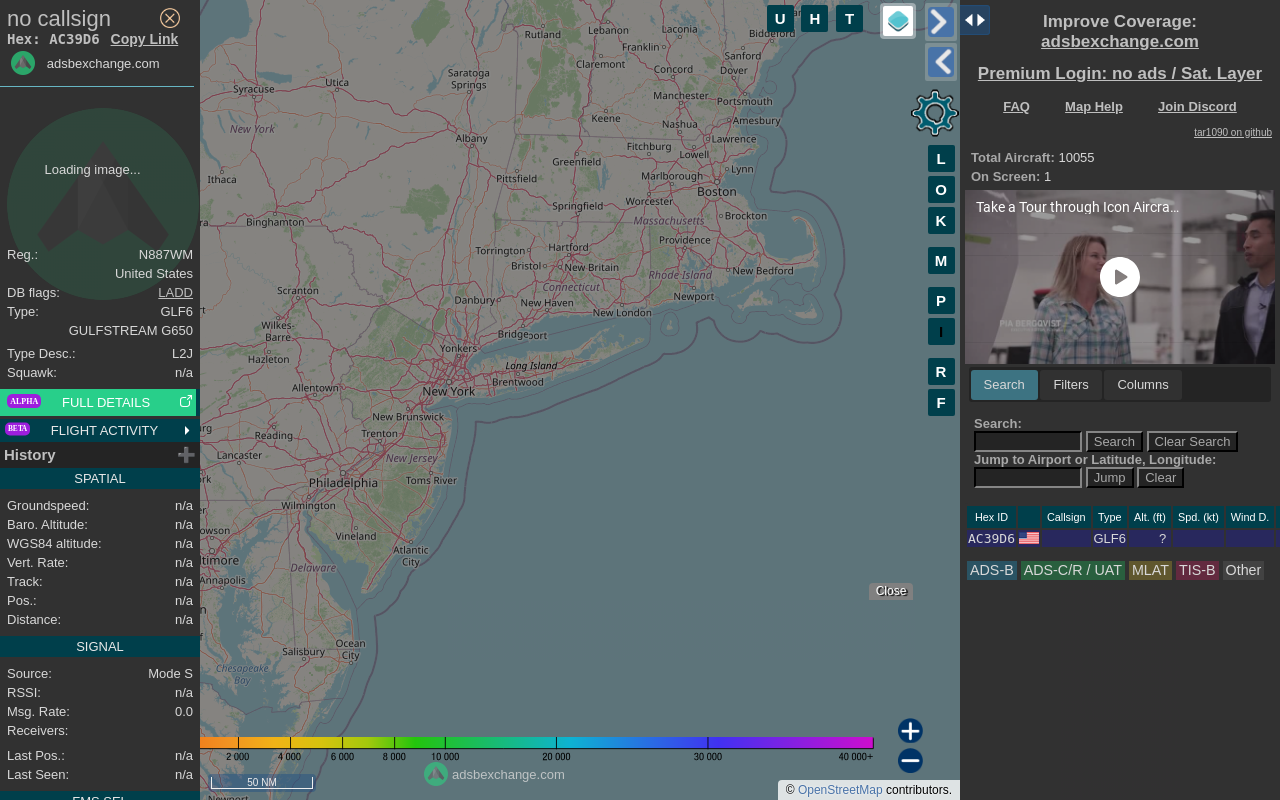 no callsign
Hex: AC39D6 Copy Link
adsbexchange.com
Loading image...
Reg.: N887WM
United States
DB flags: LADD
Type: GLF6
GULFSTREAM G650
Type Desc.: L2J
Squawk: n/a
ALPHA FULL DETAILS
BETA FLIGHT ACTIVITY
History
SPATIAL
Groundspeed: n/a
Baro. Altitude: n/a
WGS84 altitude: n/a
Vert. Rate: n/a
Track: n/a
Pos.: n/a
Distance: n/a
SIGNAL
Source: Mode S
RSSI: n/a
Msg. Rate: 0.0
Receivers:
Last Pos.: n/a
Last Seen: n/a
FMS SEL
U H T
L
O
K
M
P
I
R
F
Rutland
Lebanon
Laconia
Biddeford
Franklin
Sanford
Claremont
Concord
Dover
Saratoga
Springs
Utica
Syracuse
Manchester
Portsmouth
Keene
Nashua
Amesbury
New York
Albany
Fitchburg
Lawrence
Greenfield
Lowell
Lynn
Ithaca
Pittsfield
Marlborough
Boston
Springfield
Worcester
Binghamton
Massachusetts
Brockton
Torrington
Hartford
Providence
Bristol
New Britain
Rhode Island
New Bedford
Connecticut
Scranton
Danbury
New Haven
Newport
New London
Wilkes-
Barre
Bridgeport
Hazleton
Yonkers
Long Island
Brentwood
Allentown
New York
New Brunswick
Reading
Trenton
Lancaster
New Jersey
Philadelphia
Toms River
Wilmington
Vineland
Atlantic
City
Delaware
Annapolis
Ocean
City
Salisbury
Chesapeake
Bay
Newport
Close
2 000 4 000 6 000 8 000 10 000 20 000 30 000 40 000+
50 NM
adsbexchange.com
© OpenStreetMap contributors.
Improve Coverage:
adsbexchange.com
Premium Login: no ads / Sat. Layer
FAQ Map Help Join Discord
tar1090 on github
Total Aircraft: 10055
On Screen: 1
Take a Tour through Icon Aircra…
PIA BERGQVIST
Search Filters Columns
Search:
Search Clear Search
Jump to Airport or Latitude, Longitude:
Jump Clear
Hex ID Callsign Type Alt. (ft) Spd. (kt) Wind D.
AC39D6 GLF6 ?
ADS-B ADS-C/R / UAT MLAT TIS-B Other